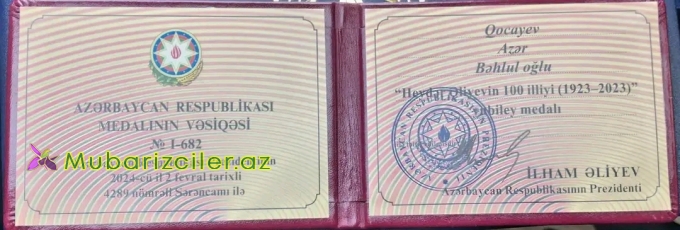 AZƏRBAYCAN RESPUBLİKASI
MEDALININ VƏSİQƏSİ
№ I-682
Mubarizciler.az
2024-cü il 2 fevral tarixli
4289 nömrəli Sərəncamı ilə
Qocayev
Azər
Bəhlul oğlu
“Heydər Əliyevin 100 illiyi (1923–2023)”
yubiley medalı
İLHAM ƏLİYEV
Azərbaycan Respublikasının Prezidenti